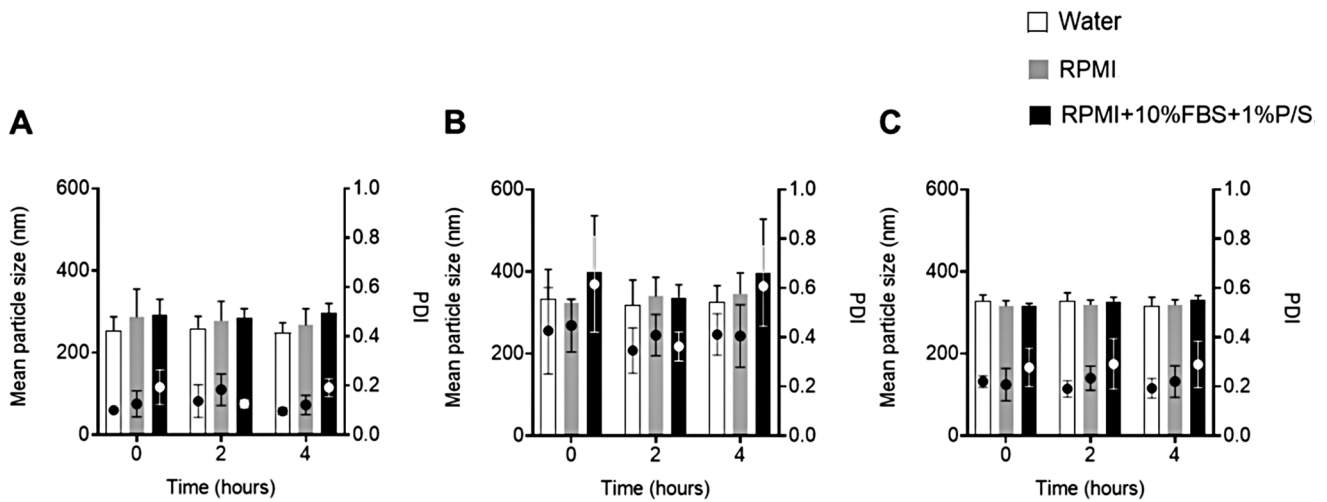 Water
RPMI
RPMI+10%FBS+1%P/S
A
B
C
600
400
200
0
Mean particle size (nm)
1.0
0.8
0.6
0.4
0.2
0.0
PDI
0 2 4
Time (hours)
600
400
200
0
Mean particle size (nm)
1.0
0.8
0.6
0.4
0.2
0.0
PDI
0 2 4
Time (hours)
600
400
200
0
Mean particle size (nm)
1.0
0.8
0.6
0.4
0.2
0.0
PDI
0 2 4
Time (hours)